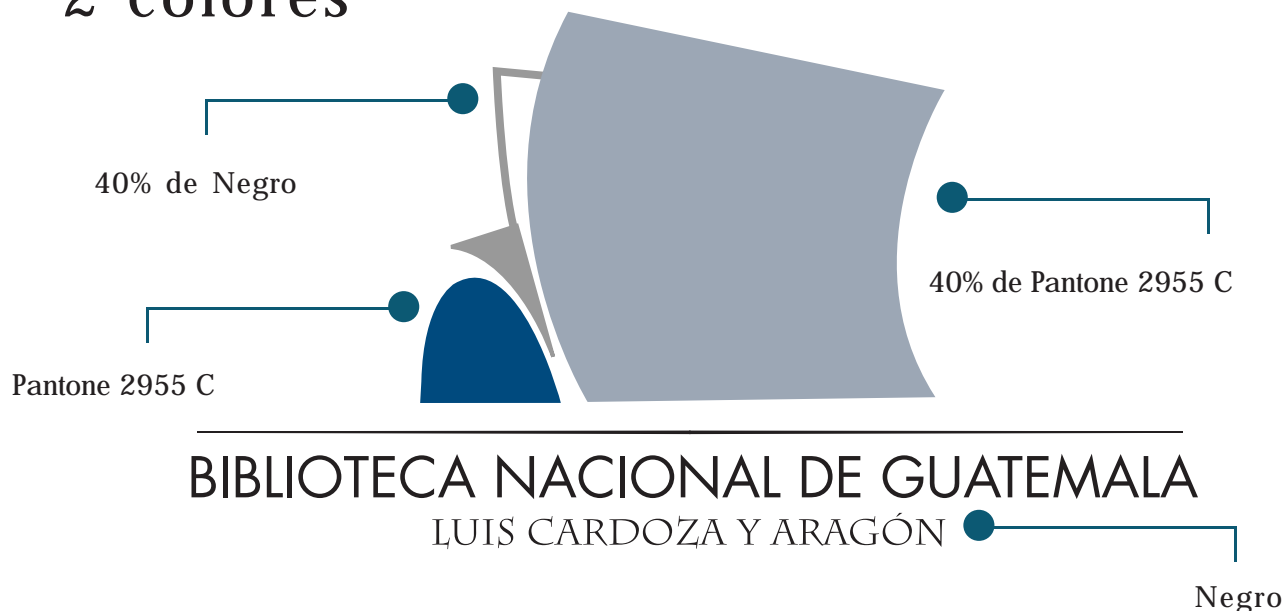 2 colores
40% de Negro
40% de Pantone 2955 C
Pantone 2955 C
BIBLIOTECA NACIONAL DE GUATEMALA
LUIS CARDOZA Y ARAGÓN
Negro